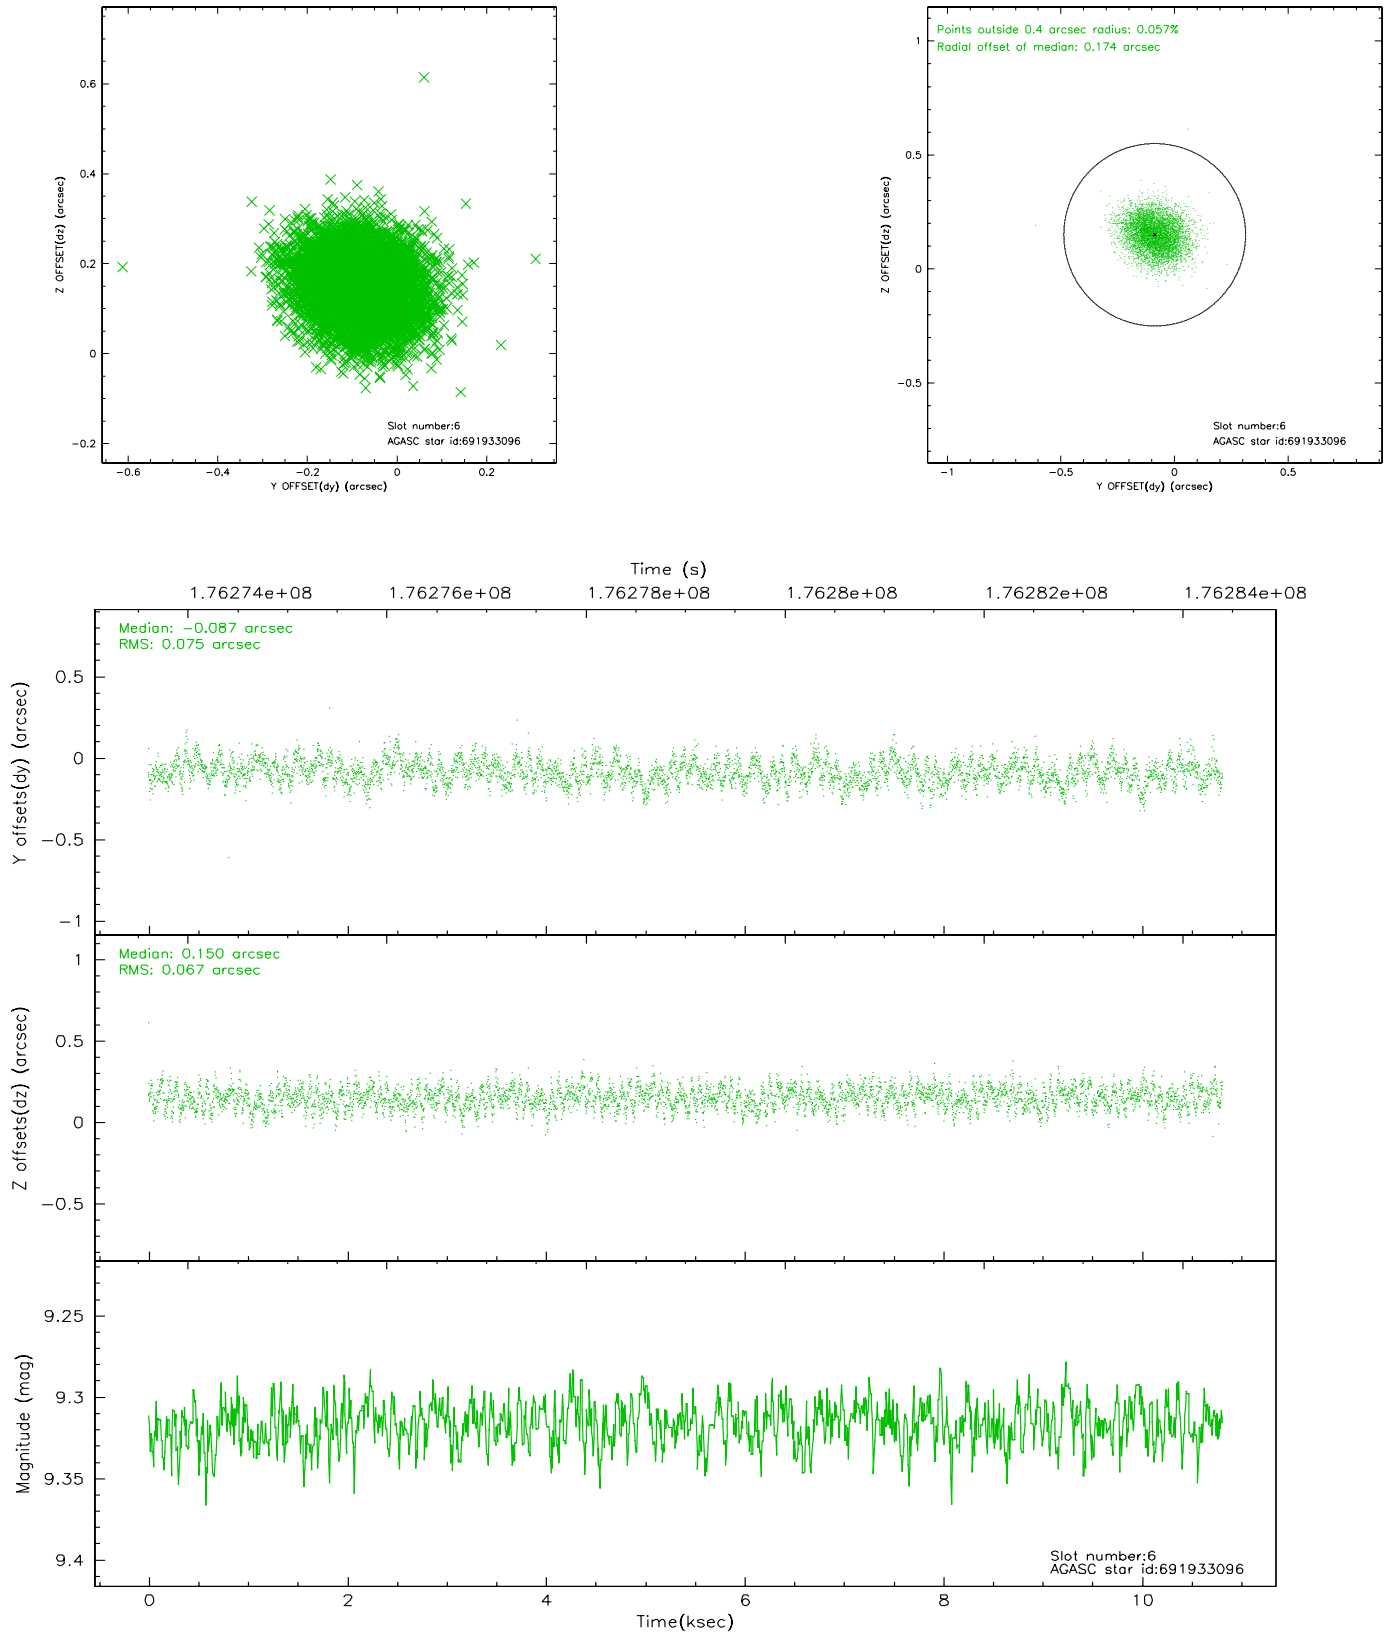 0.6
0.4
0.2
0
−0.2
Z OFFSET(dz) (arcsec)
Slot number:6
AGASC star id:691933096
−0.6 −0.4 −0.2 0 0.2
Y OFFSET(dy) (arcsec)
Points outside 0.4 arcsec radius: 0.057%
Radial offset of median: 0.174 arcsec
1
0.5
0
−0.5
Z OFFSET(dz) (arcsec)
Slot number:6
AGASC star id:691933096
−1 −0.5 0 0.5
Y OFFSET(dy) (arcsec)
Time (s)
1.76274e+08 1.76276e+08 1.76278e+08 1.7628e+08 1.76282e+08 1.76284e+08
Median: −0.087 arcsec
RMS: 0.075 arcsec
0.5
0
−0.5
−1
Y offsets(dy) (arcsec)
Median: 0.150 arcsec
RMS: 0.067 arcsec
1
0.5
0
−0.5
Z offsets(dz) (arcsec)
9.25
9.3
9.35
9.4
Magnitude (mag)
Slot number:6
AGASC star id:691933096
0 2 4 6 8 10
Time(ksec)